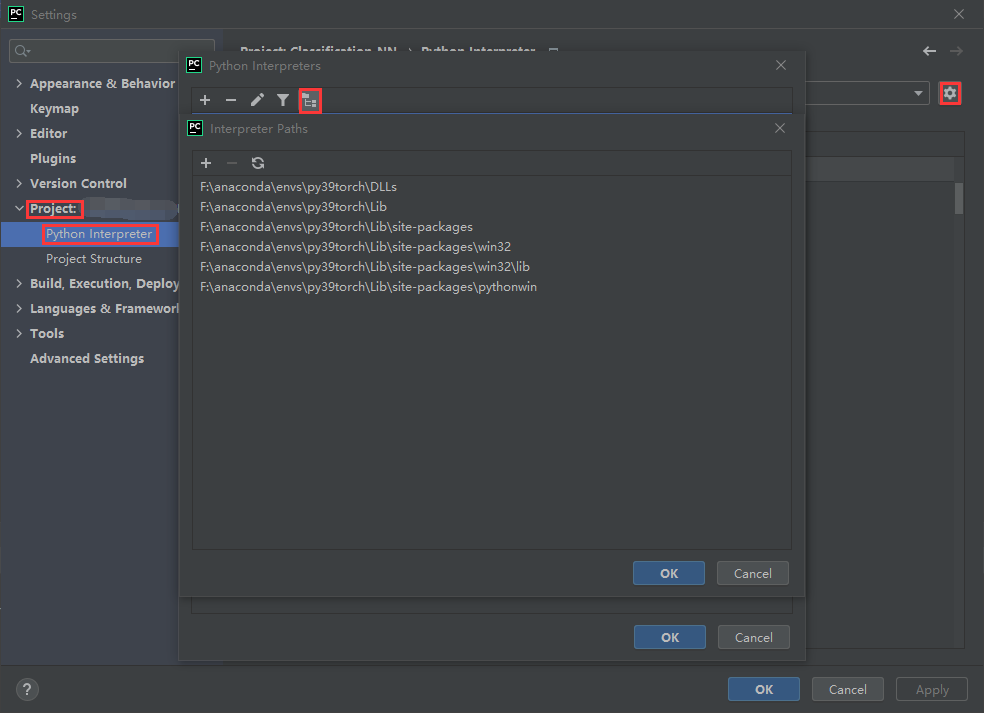 PC Settings
Project: Classification_NN › Python Interpreter
PC Python Interpreters
Appearance & Behavior
Keymap
Editor
Plugins
Version Control
Project:
Python Interpreter
Project Structure
Build, Execution, Deploy
Languages & Framework
Tools
Advanced Settings
PC Interpreter Paths
F:\anaconda\envs\py39torch\DLLs
F:\anaconda\envs\py39torch\Lib
F:\anaconda\envs\py39torch\Lib\site-packages
F:\anaconda\envs\py39torch\Lib\site-packages\win32
F:\anaconda\envs\py39torch\Lib\site-packages\win32\lib
F:\anaconda\envs\py39torch\Lib\site-packages\pythonwin
OK Cancel
OK Cancel
? OK Cancel Apply